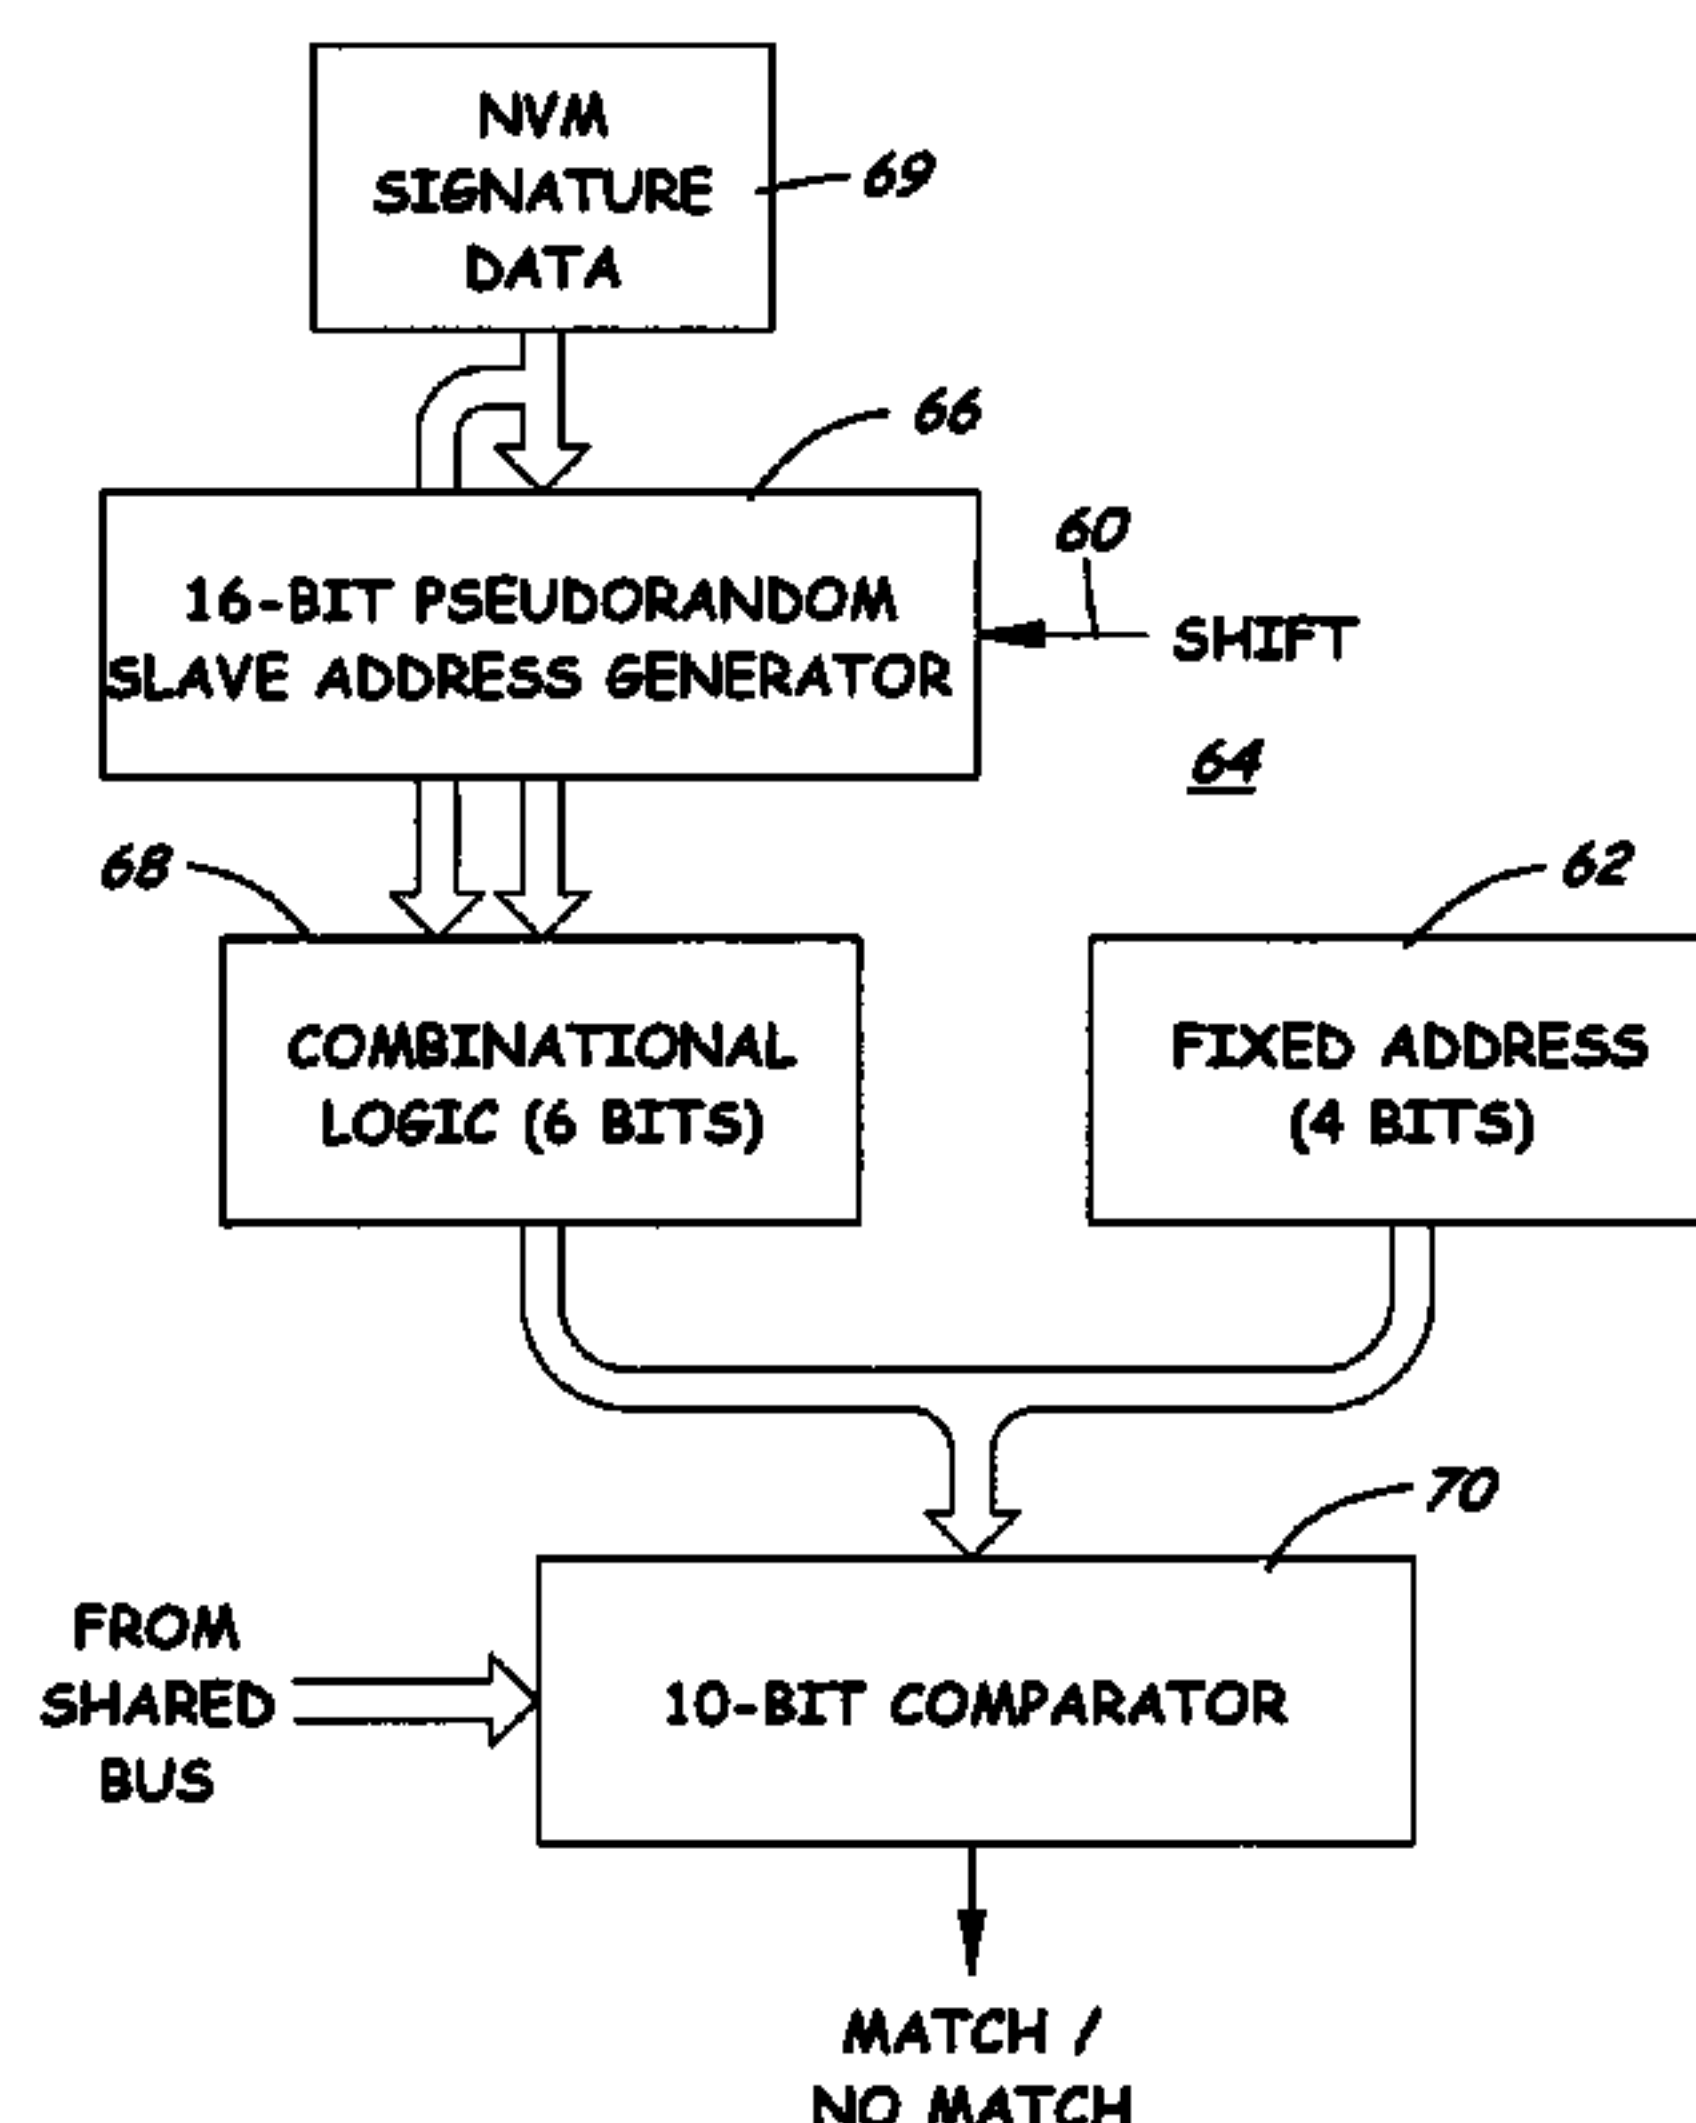 NVM
SIGNATURE
DATA
69
66
60
16-BIT PSEUDORANDOM
SLAVE ADDRESS GENERATOR
SHIFT
64
68
62
COMBINATIONAL
LOGIC (6 BITS)
FIXED ADDRESS
(4 BITS)
70
FROM
SHARED
BUS
10-BIT COMPARATOR
MATCH /
NO MATCH